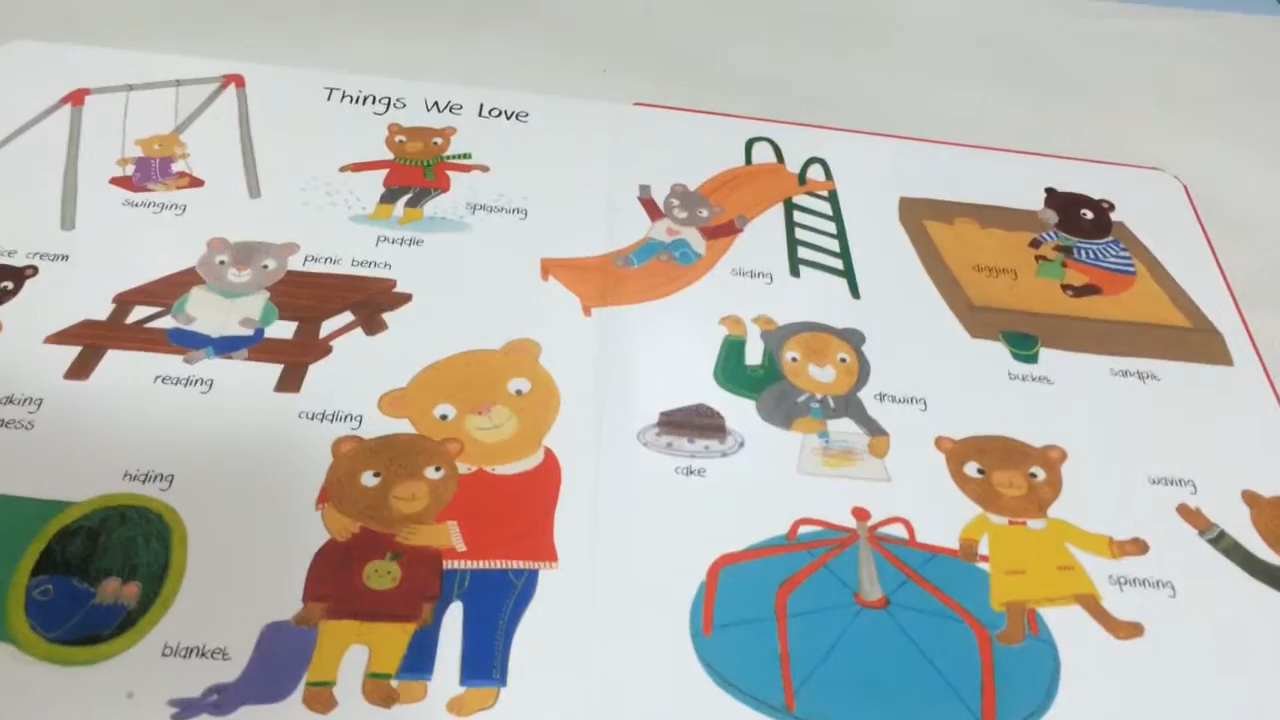 Things We Love
swinging
splashing
puddle
ice cream
picnic bench
sliding
digging
reading
bucket
sandpit
drawing
cuddling
cake
hiding
waving
spinning
blanket